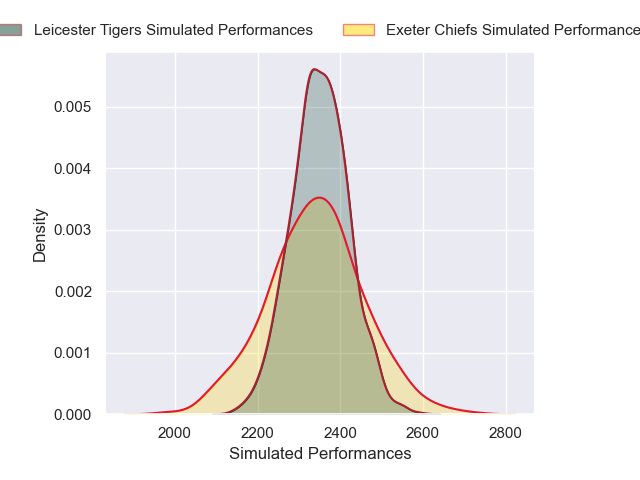 Leicester Tigers Simulated Performances
Exeter Chiefs Simulated Performance
0.005
0.004
0.003
0.002
0.001
0.000
Density
2000
2200
2400
2600
2800
Simulated Performances